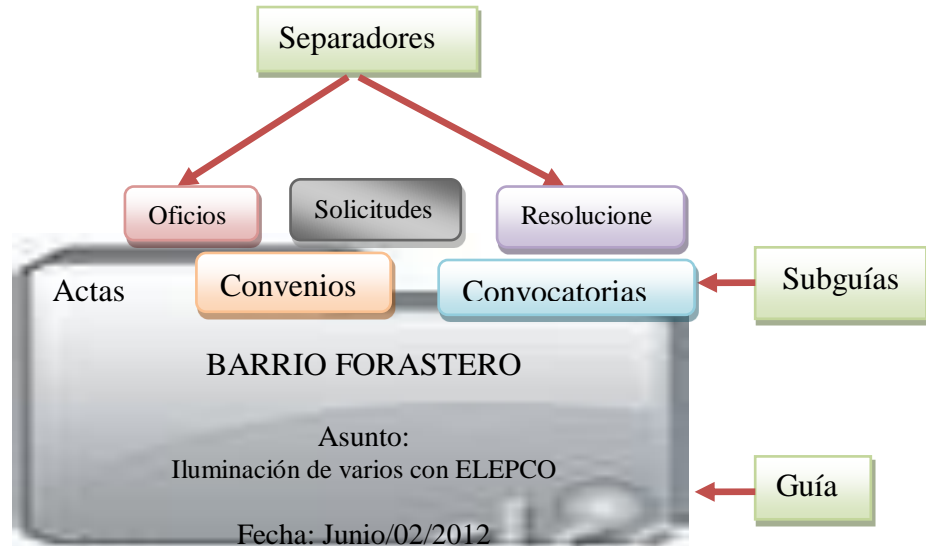 Separadores
Oficios
Solicitudes
Resolucione
Actas
Convenios
Convocatorias
Subguías
BARRIO FORASTERO
Asunto:
Iluminación de varios con ELEPCO
Guía
Fecha: Junio/02/2012